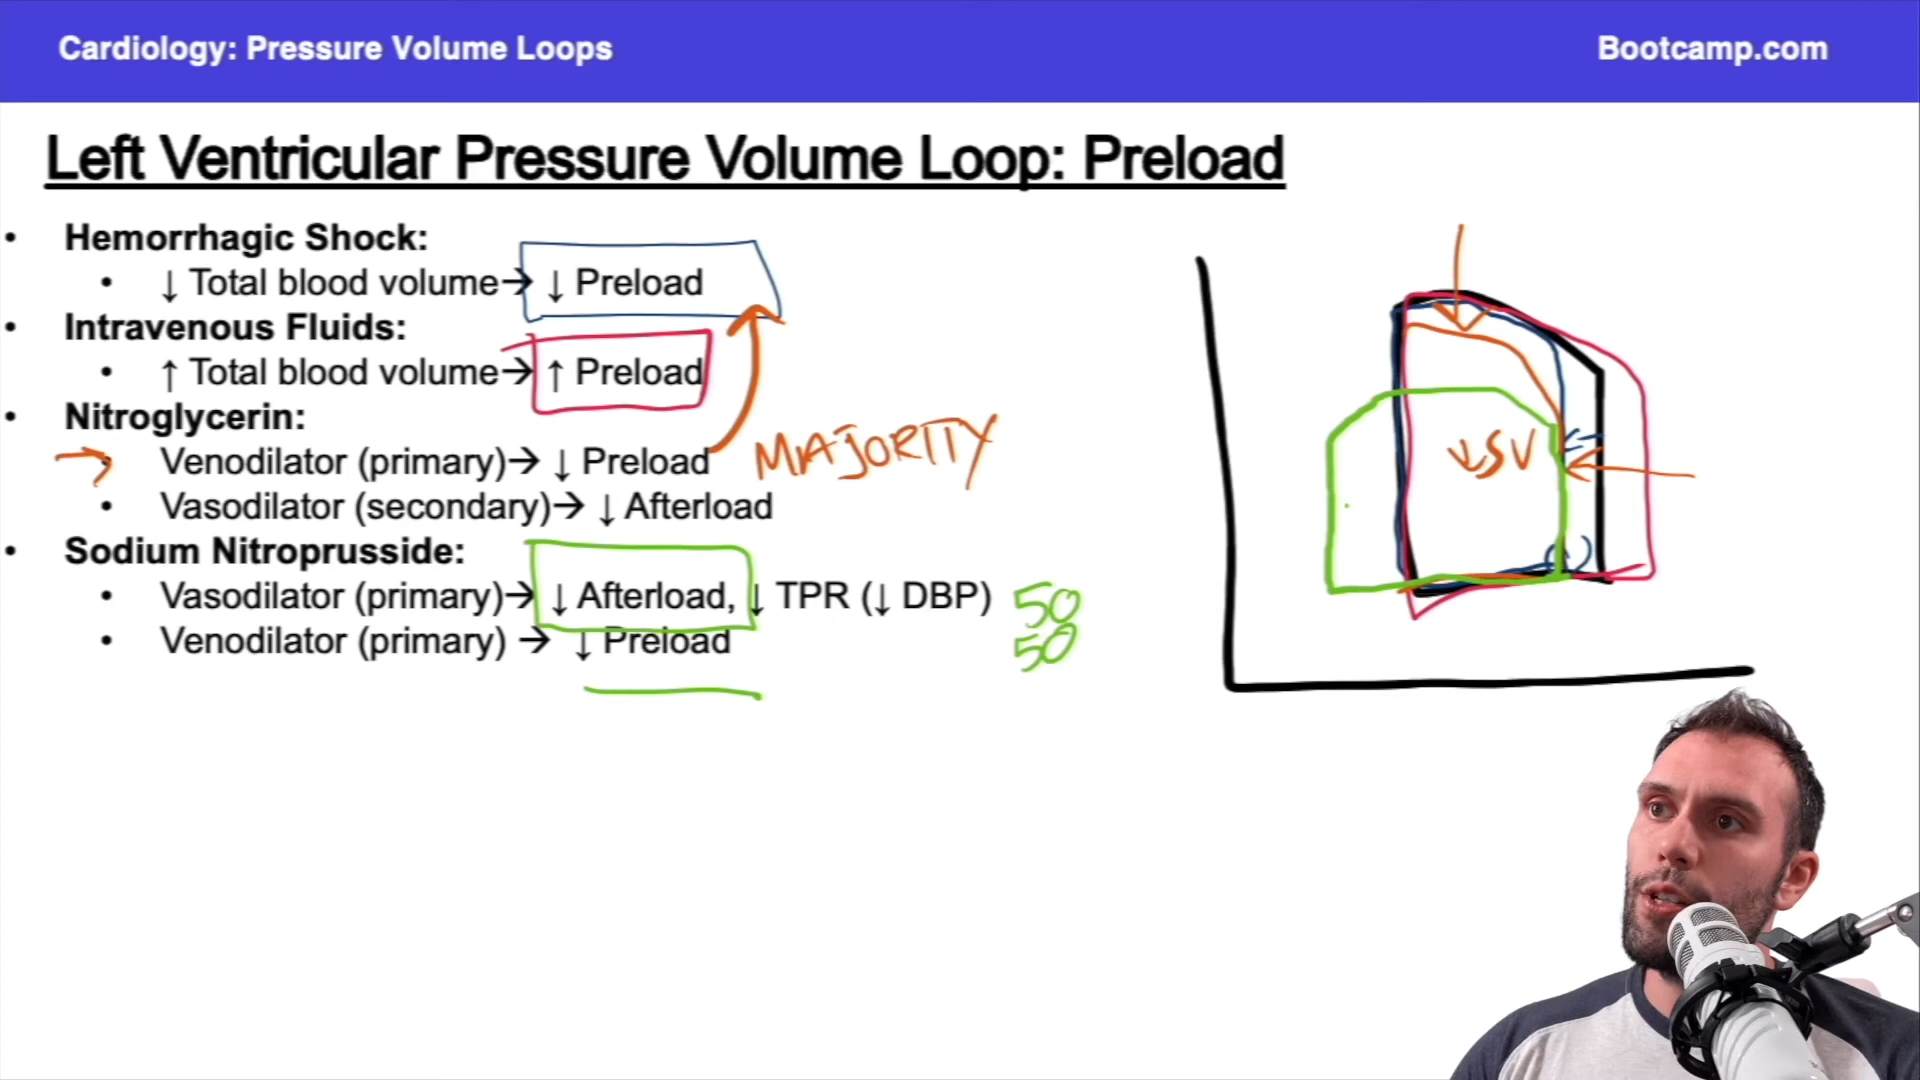 Cardiology: Pressure Volume Loops
Bootcamp.com
Left Ventricular Pressure Volume Loop: Preload
• Hemorrhagic Shock:
• ↓ Total blood volume→ ↓ Preload
• Intravenous Fluids:
• ↑ Total blood volume→ ↑ Preload
• Nitroglycerin:
• Venodilator (primary)→ ↓ Preload
MAJORITY
• Vasodilator (secondary)→ ↓ Afterload
• Sodium Nitroprusside:
• Vasodilator (primary)→ ↓ Afterload, ↓ TPR (↓ DBP)
50
• Venodilator (primary) → ↓ Preload
50
↓SV